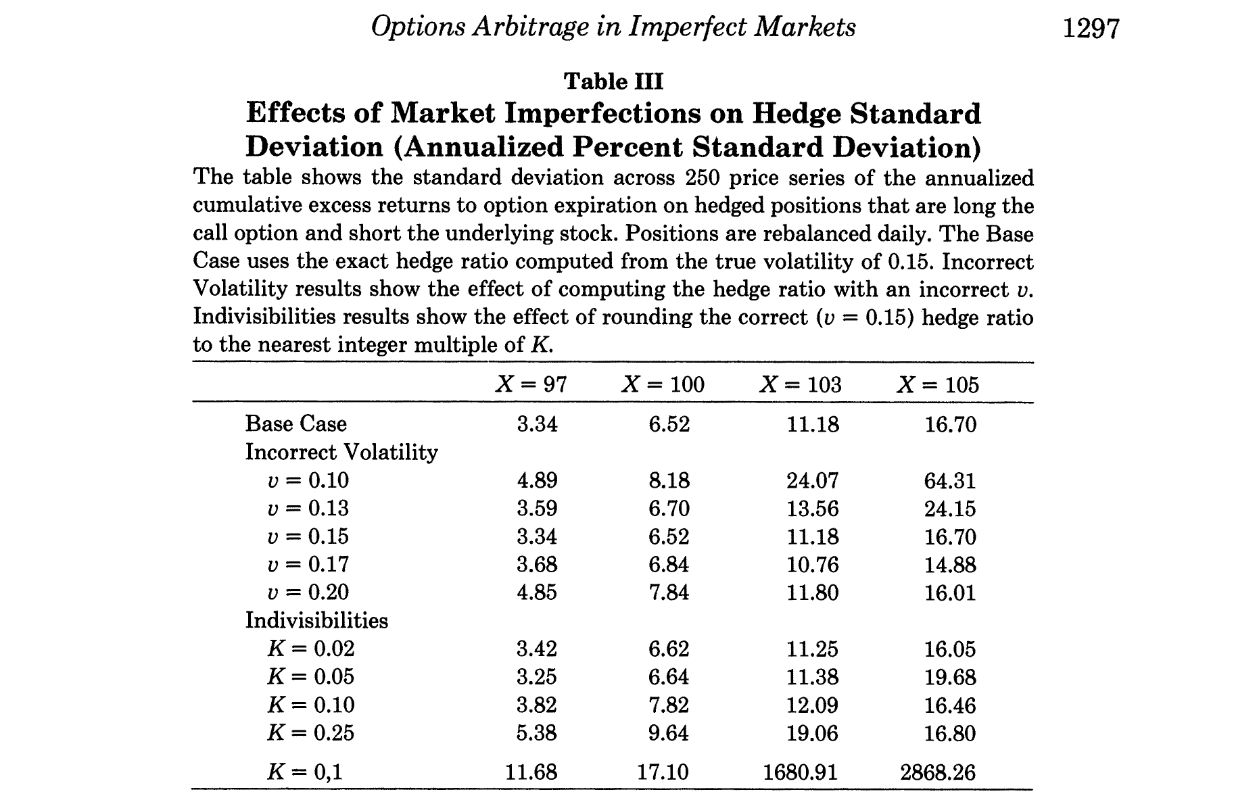 Options Arbitrage in Imperfect Markets 1297
Table III
Effects of Market Imperfections on Hedge Standard
Deviation (Annualized Percent Standard Deviation)
The table shows the standard deviation across 250 price series of the annualized
cumulative excess returns to option expiration on hedged positions that are long the
call option and short the underlying stock. Positions are rebalanced daily. The Base
Case uses the exact hedge ratio computed from the true volatility of 0.15. Incorrect
Volatility results show the effect of computing the hedge ratio with an incorrect v.
Indivisibilities results show the effect of rounding the correct (v = 0.15) hedge ratio
to the nearest integer multiple of K.
X = 97 X = 100 X = 103 X = 105
Base Case 3.34 6.52 11.18 16.70
Incorrect Volatility
v = 0.10 4.89 8.18 24.07 64.31
v = 0.13 3.59 6.70 13.56 24.15
v = 0.15 3.34 6.52 11.18 16.70
v = 0.17 3.68 6.84 10.76 14.88
v = 0.20 4.85 7.84 11.80 16.01
Indivisibilities
K = 0.02 3.42 6.62 11.25 16.05
K = 0.05 3.25 6.64 11.38 19.68
K = 0.10 3.82 7.82 12.09 16.46
K = 0.25 5.38 9.64 19.06 16.80
K = 0,1 11.68 17.10 1680.91 2868.26